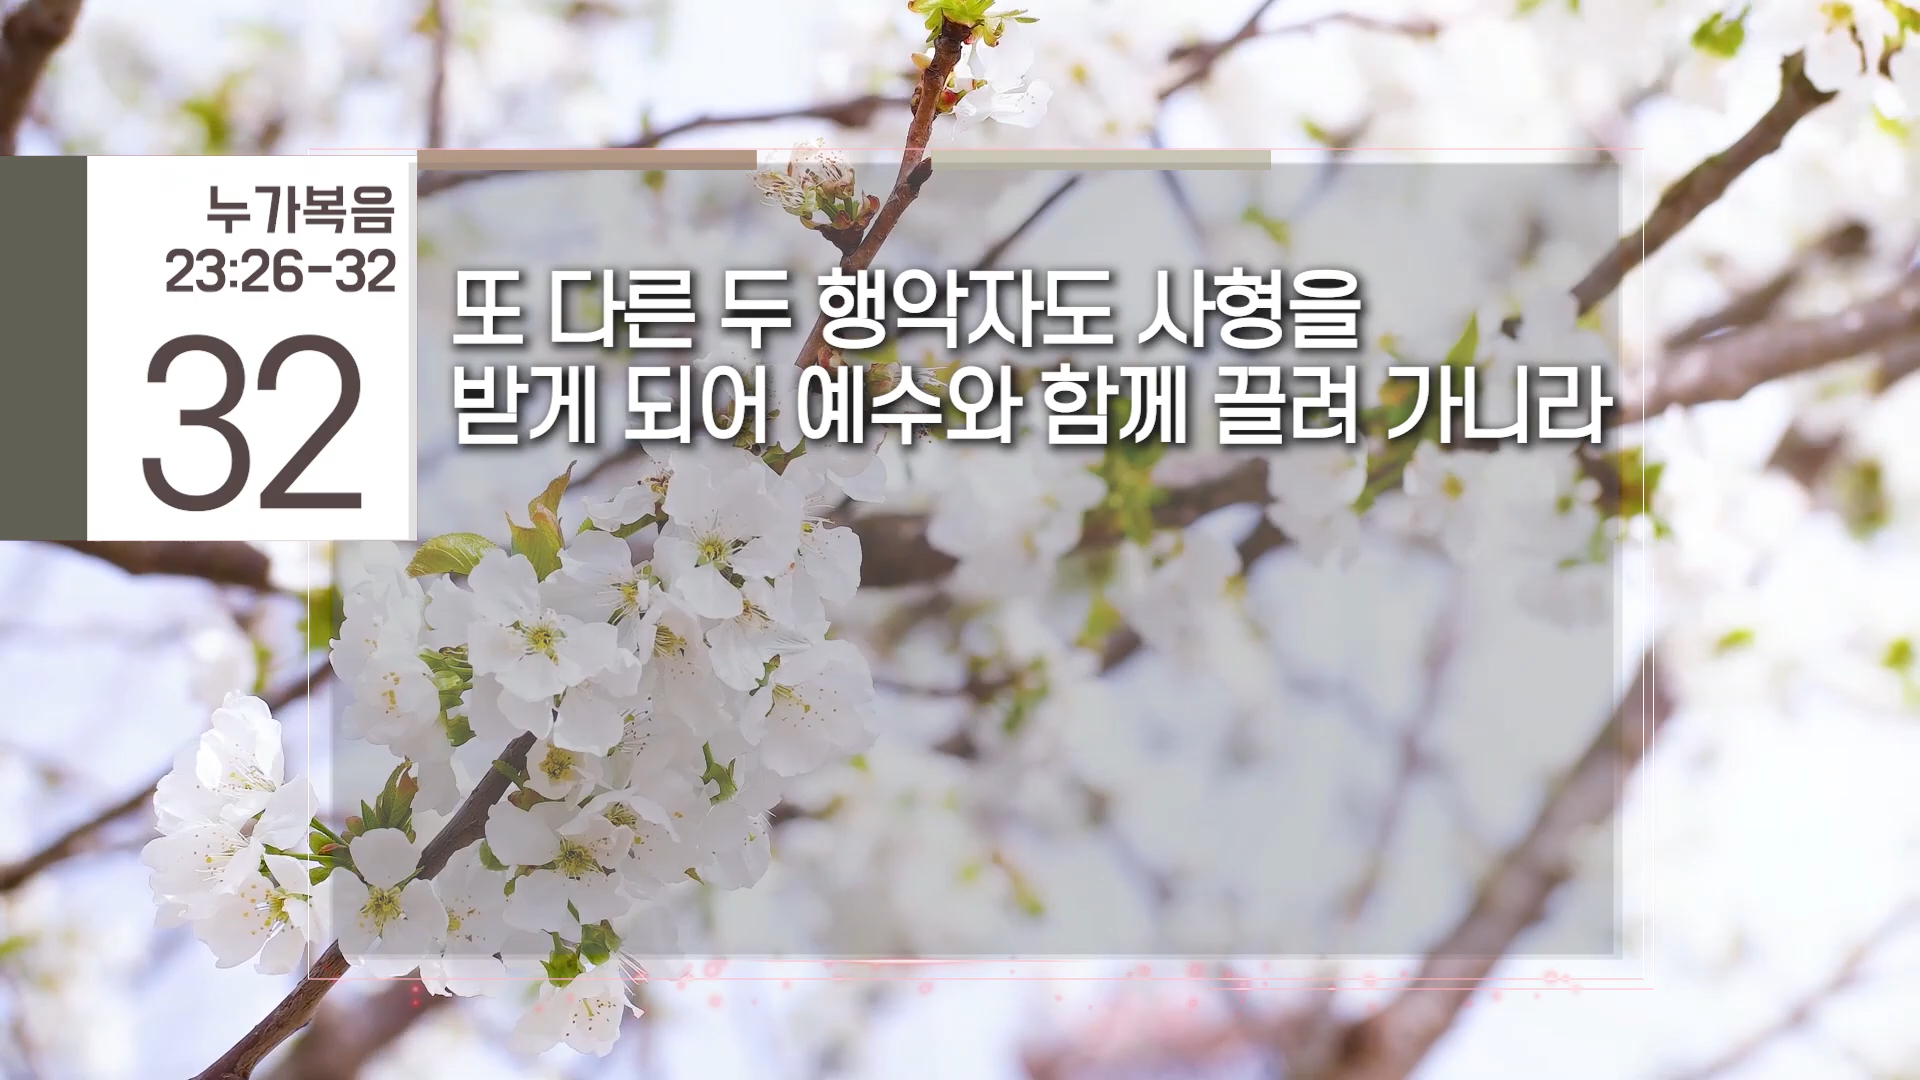 누가복음
23:26-32
32
또 다른 두 행악자도 사형을
받게 되어 예수와 함께 끌려 가니라